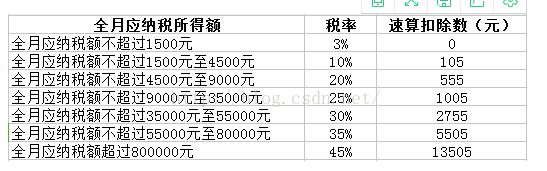 全月应纳税所得额 税率 速算扣除数（元）
全月应纳税额不超过1500元 3% 0
全月应纳税额不超过1500元至4500元 10% 105
全月应纳税额不超过4500元至9000元 20% 555
全月应纳税额不超过9000元至35000元 25% 1005
全月应纳税额不超过35000元至55000元 30% 2755
全月应纳税额不超过55000元至80000元 35% 5505
全月应纳税额超过800000元 45% 13505